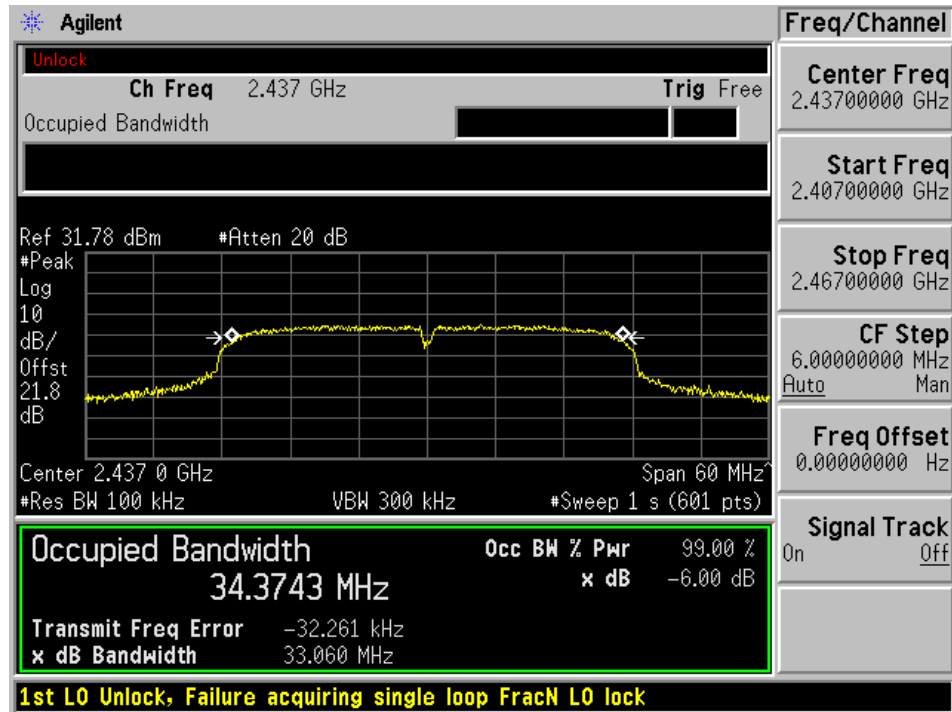 Agilent
Freq/Channel
Unlock
Ch Freq 2.437 GHz
Trig Free
Occupied Bandwidth
Center Freq
2.43700000 GHz
Start Freq
2.40700000 GHz
Stop Freq
2.46700000 GHz
CF Step
6.00000000 MHz
Auto Man
Freq Offset
0.00000000 Hz
Signal Track
On Off
Ref 31.78 dBm #Atten 20 dB
#Peak
Log
10
dB/
Offst
21.8
dB
Center 2.437 0 GHz Span 60 MHz^
#Res BW 100 kHz VBW 300 kHz #Sweep 1 s (601 pts)
Occupied Bandwidth
34.3743 MHz
Occ BW % Pwr 99.00 %
x dB -6.00 dB
Transmit Freq Error -32.261 kHz
x dB Bandwidth 33.060 MHz
1st LO Unlock, Failure acquiring single loop FracN LO lock